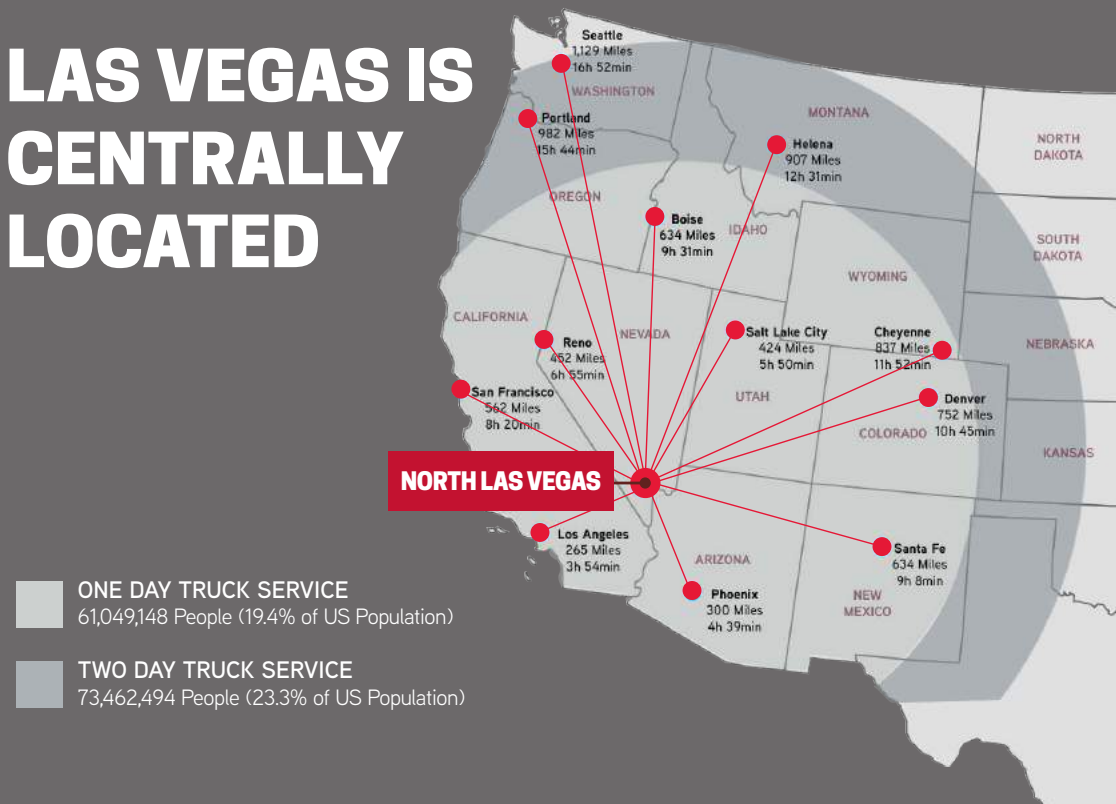 LAS VEGAS IS
CENTRALLY
LOCATED
Seattle
1,129 Miles
16h 52min
WASHINGTON
Portland
982 Miles
15h 44min
MONTANA
Helena
907 Miles
12h 31min
NORTH
DAKOTA
OREGON
Boise
634 Miles
9h 31min
IDAHO
SOUTH
DAKOTA
WYOMING
CALIFORNIA
NEVADA
Reno
452 Miles
6h 55min
Salt Lake City
424 Miles
5h 50min
Cheyenne
837 Miles
11h 52min
NEBRASKA
San Francisco
562 Miles
8h 20min
UTAH
Denver
752 Miles
10h 45min
COLORADO
KANSAS
NORTH LAS VEGAS
Los Angeles
265 Miles
3h 54min
ARIZONA
Santa Fe
634 Miles
9h 8min
Phoenix
300 Miles
4h 39min
NEW
MEXICO
ONE DAY TRUCK SERVICE
61,049,148 People (19.4% of US Population)
TWO DAY TRUCK SERVICE
73,462,494 People (23.3% of US Population)